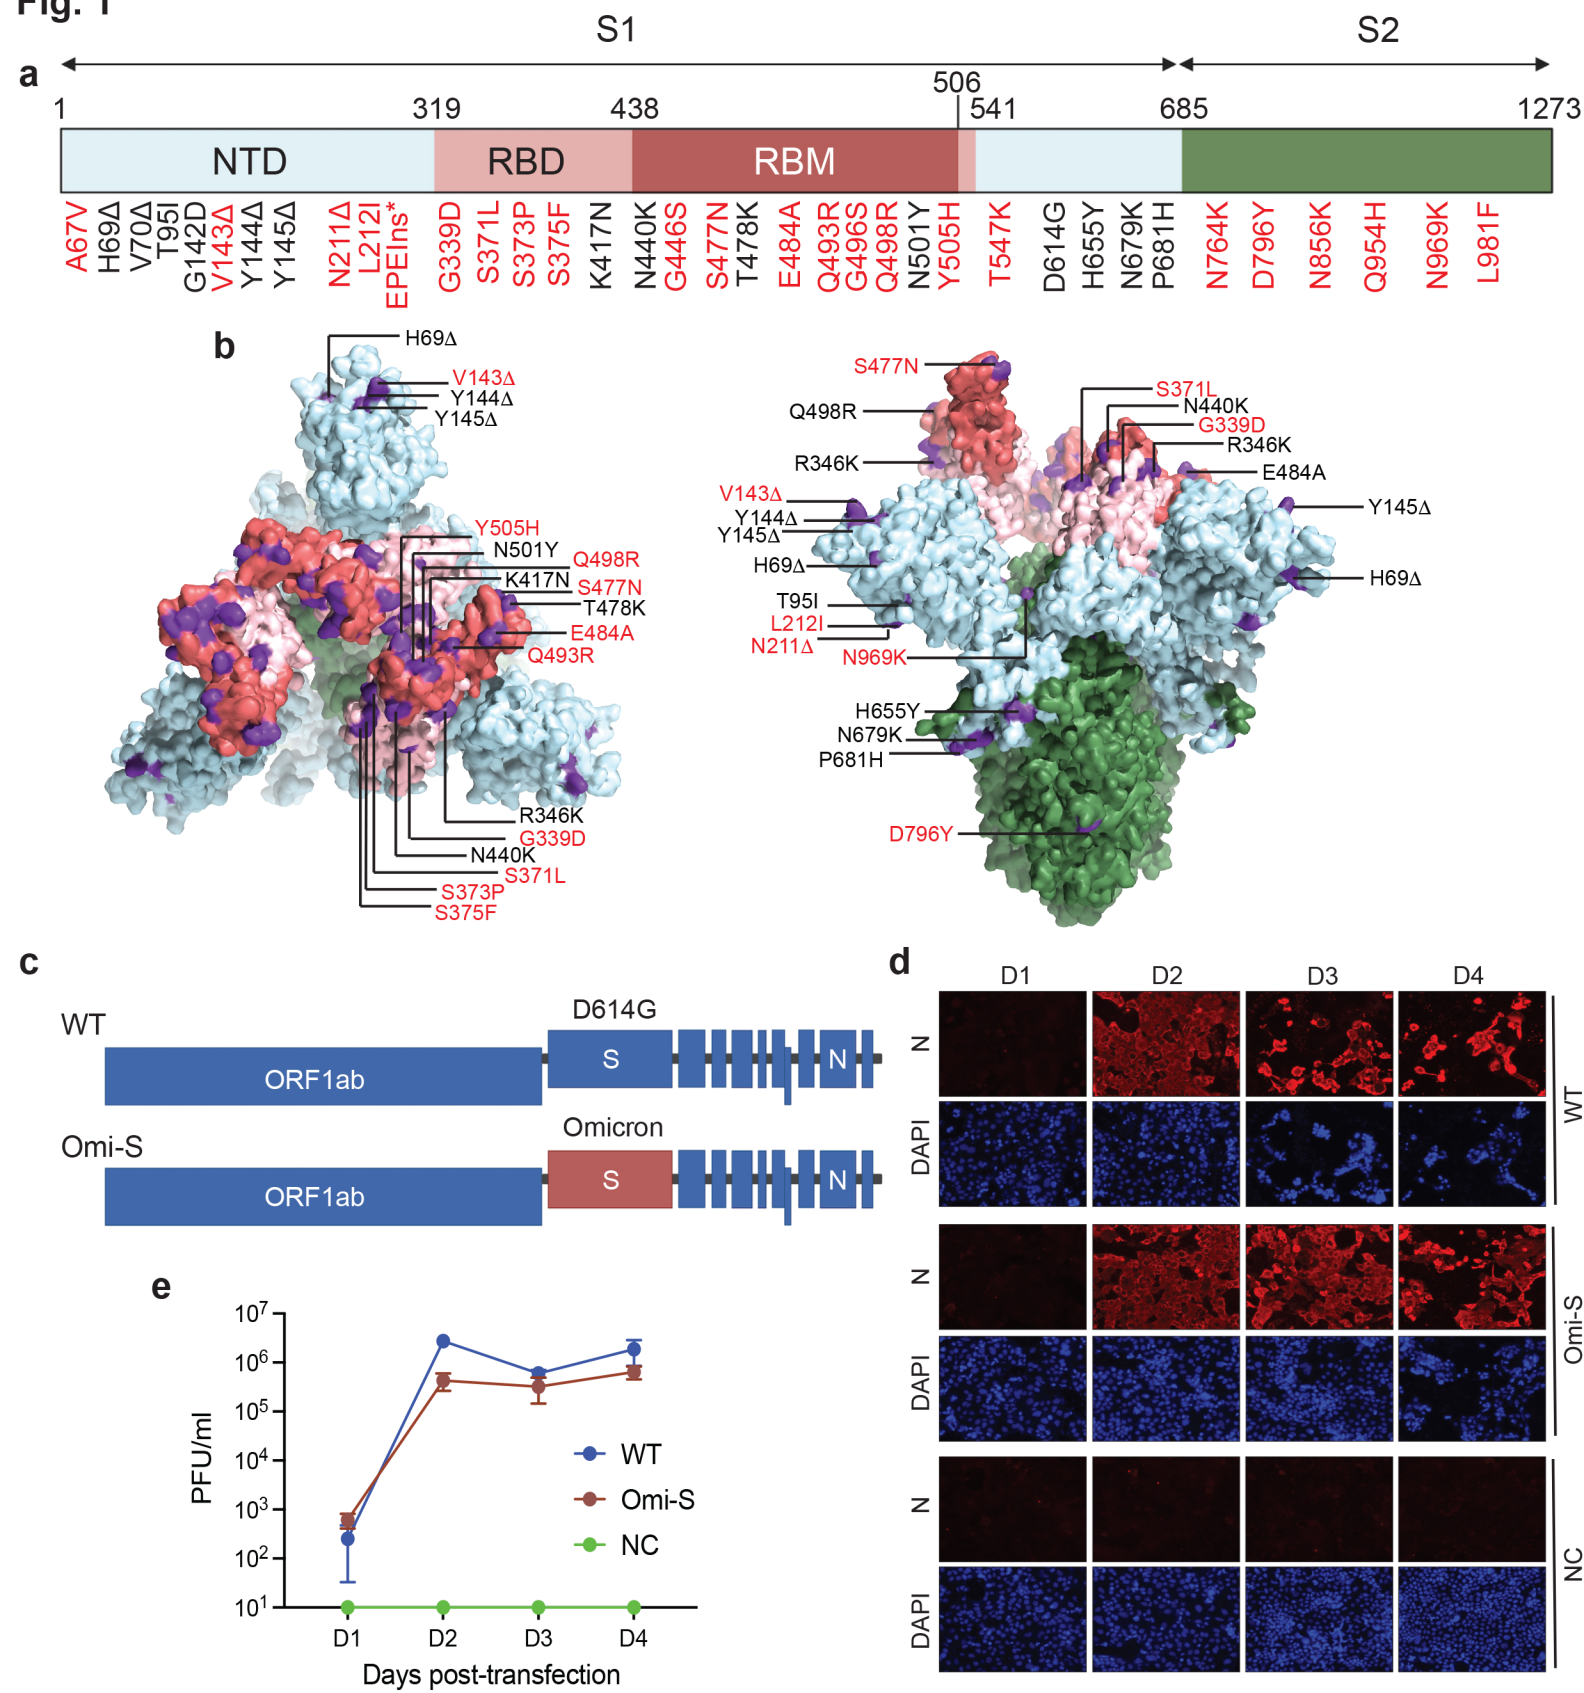 Fig. 1
S1 S2
a
506
1 319 438 541 685 1273
NTD RBD RBM
A67V H69Δ V70Δ T95I G142D V143Δ Y144Δ Y145Δ N211Δ L212I EPEIns* G339D S371L S373P S375F K417N N440K G446S S477N T478K E484A Q493R G496S Q498R N501Y Y505H T547K D614G H655Y N679K P681H N764K D796Y N856K Q954H N969K L981F
b
H69Δ
V143Δ
Y144Δ
Y145Δ
Y505H
N501Y
Q498R
K417N
S477N
T478K
E484A
Q493R
R346K
G339D
N440K
S371L
S373P
S375F
S477N
Q498R
R346K
V143Δ
Y144Δ
Y145Δ
H69Δ
T95I
L212I
N211Δ
N969K
H655Y
N679K
P681H
D796Y
S371L
N440K
G339D
R346K
E484A
Y145Δ
H69Δ
c
WT
D614G
ORF1ab S N
Omi-S
Omicron
ORF1ab S N
d
D1 D2 D3 D4
N
DAPI
WT
N
DAPI
Omi-S
N
DAPI
NC
e
PFU/ml
10⁷
10⁶
10⁵
10⁴
10³
10²
10¹
WT
Omi-S
NC
D1 D2 D3 D4
Days post-transfection